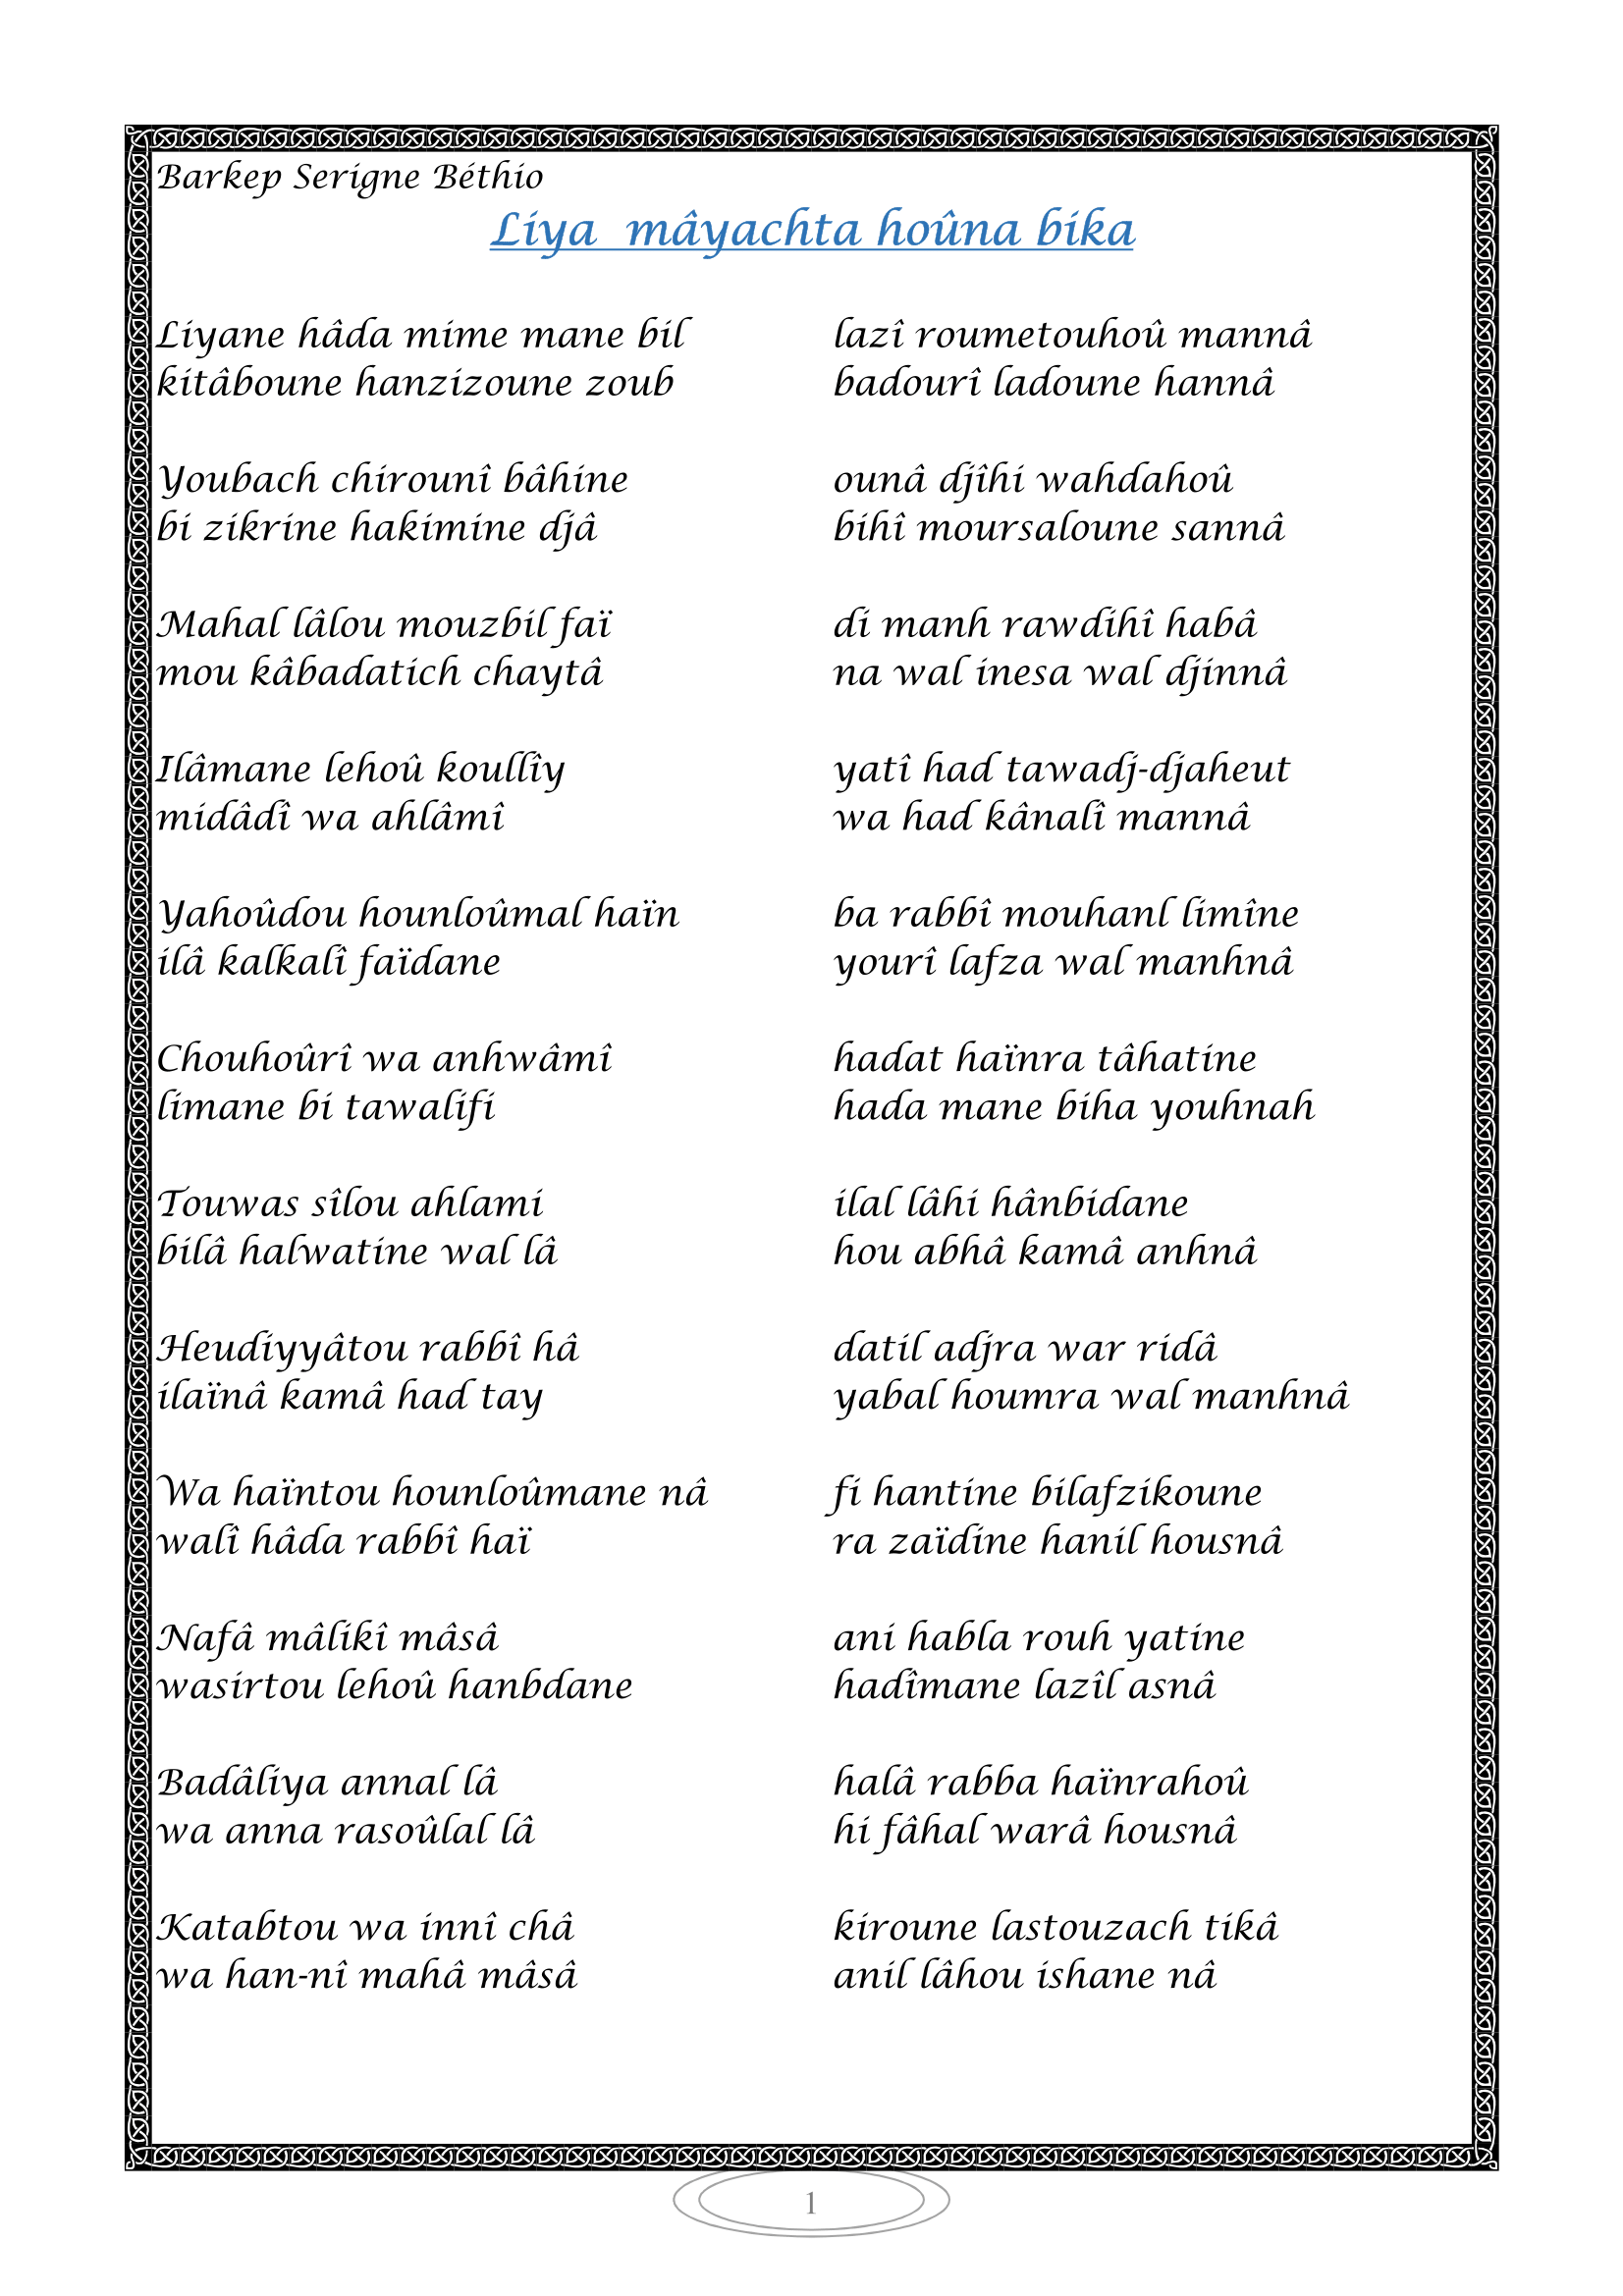 Barkep Serigne Béthio
Liya mâyachta hoûna bika
Liyane hâda mime mane bil lazî roumetouhoû mannâ
kitâboune hanzizoune zoub badourî ladoune hannâ
Youbach chirounî bâhine ounâ djîhi wahdahoû
bi zikrine hakimine djâ bihî moursaloune sannâ
Mahal lâlou mouzbil faï di manh rawdihî habâ
mou kâbadatich chaytâ na wal inesa wal djinnâ
Ilâmane lehoû koullîy yatî had tawadj-djaheut
midâdî wa ahlâmî wa had kânalî mannâ
Yahoûdou hounloûmal haïn ba rabbî mouhanl limîne
ilâ kalkalî faïdane yourî lafza wal manhnâ
Chouhoûrî wa anhwâmî hadat haïnra tâhatine
limane bi tawalifi hada mane biha youhnah
Touwas sîlou ahlami ilal lâhi hânbidane
bilâ halwatine wal lâ hou abhâ kamâ anhnâ
Heudiyyâtou rabbî hâ datil adjra war ridâ
ilaïnâ kamâ had tay yabal houmra wal manhnâ
Wa haïntou hounloûmane nâ fi hantine bilafzikoune
walî hâda rabbî haï ra zaïdine hanil housnâ
Nafâ mâlikî mâsâ ani habla rouh yatine
wasirtou lehoû hanbdane hadîmane lazîl asnâ
Badâliya annal lâ halâ rabba haïnrahoû
wa anna rasoûlal lâ hi fâhal warâ housnâ
Katabtou wa innî châ kiroune lastouzach tikâ
wa han-nî mahâ mâsâ anil lâhou ishane nâ
1